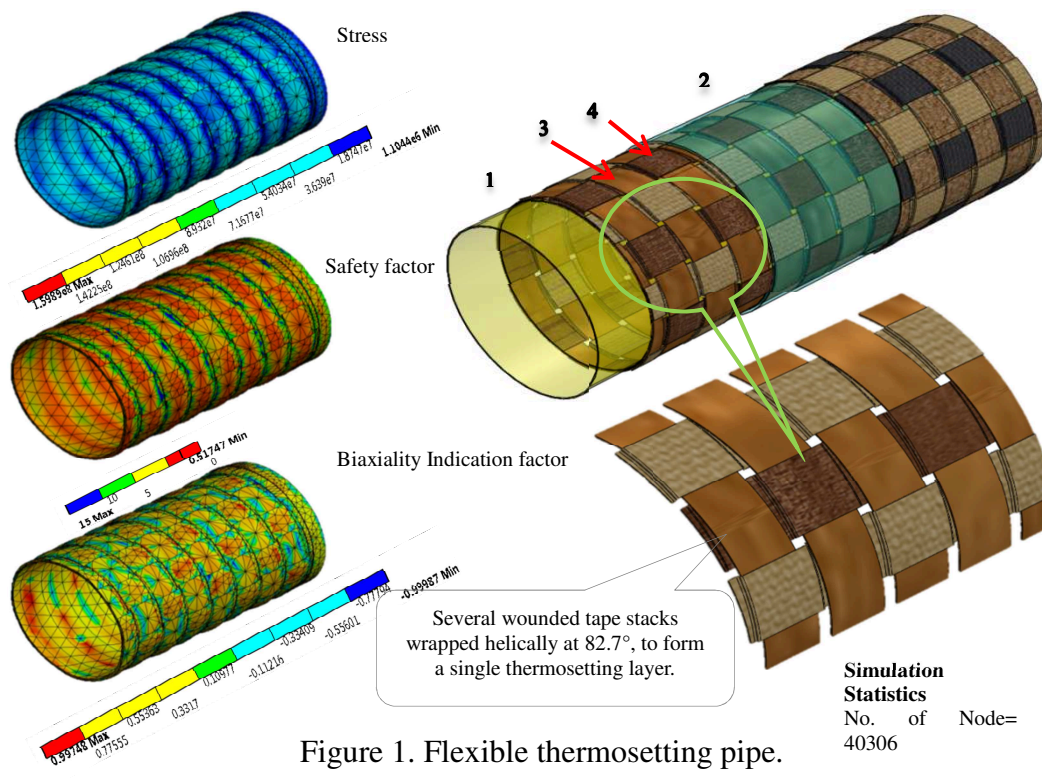 Stress
1.1044e6 Min
1.8747e7
3.639e7
5.4034e7
7.1677e7
8.932e7
1.0696e8
1.2461e8
1.4225e8
1.5989e8 Max
Safety factor
0.51747 Min
0
5
10
15 Max
Biaxiality Indication factor
-0.99987 Min
-0.77794
-0.55601
-0.33409
-0.11216
0.10977
0.3317
0.55363
0.77555
0.99748 Max
1
2
3
4
Several wounded tape stacks
wrapped helically at 82.7°, to form
a single thermosetting layer.
Simulation
Statistics
No. of Node=
40306
Figure 1. Flexible thermosetting pipe.